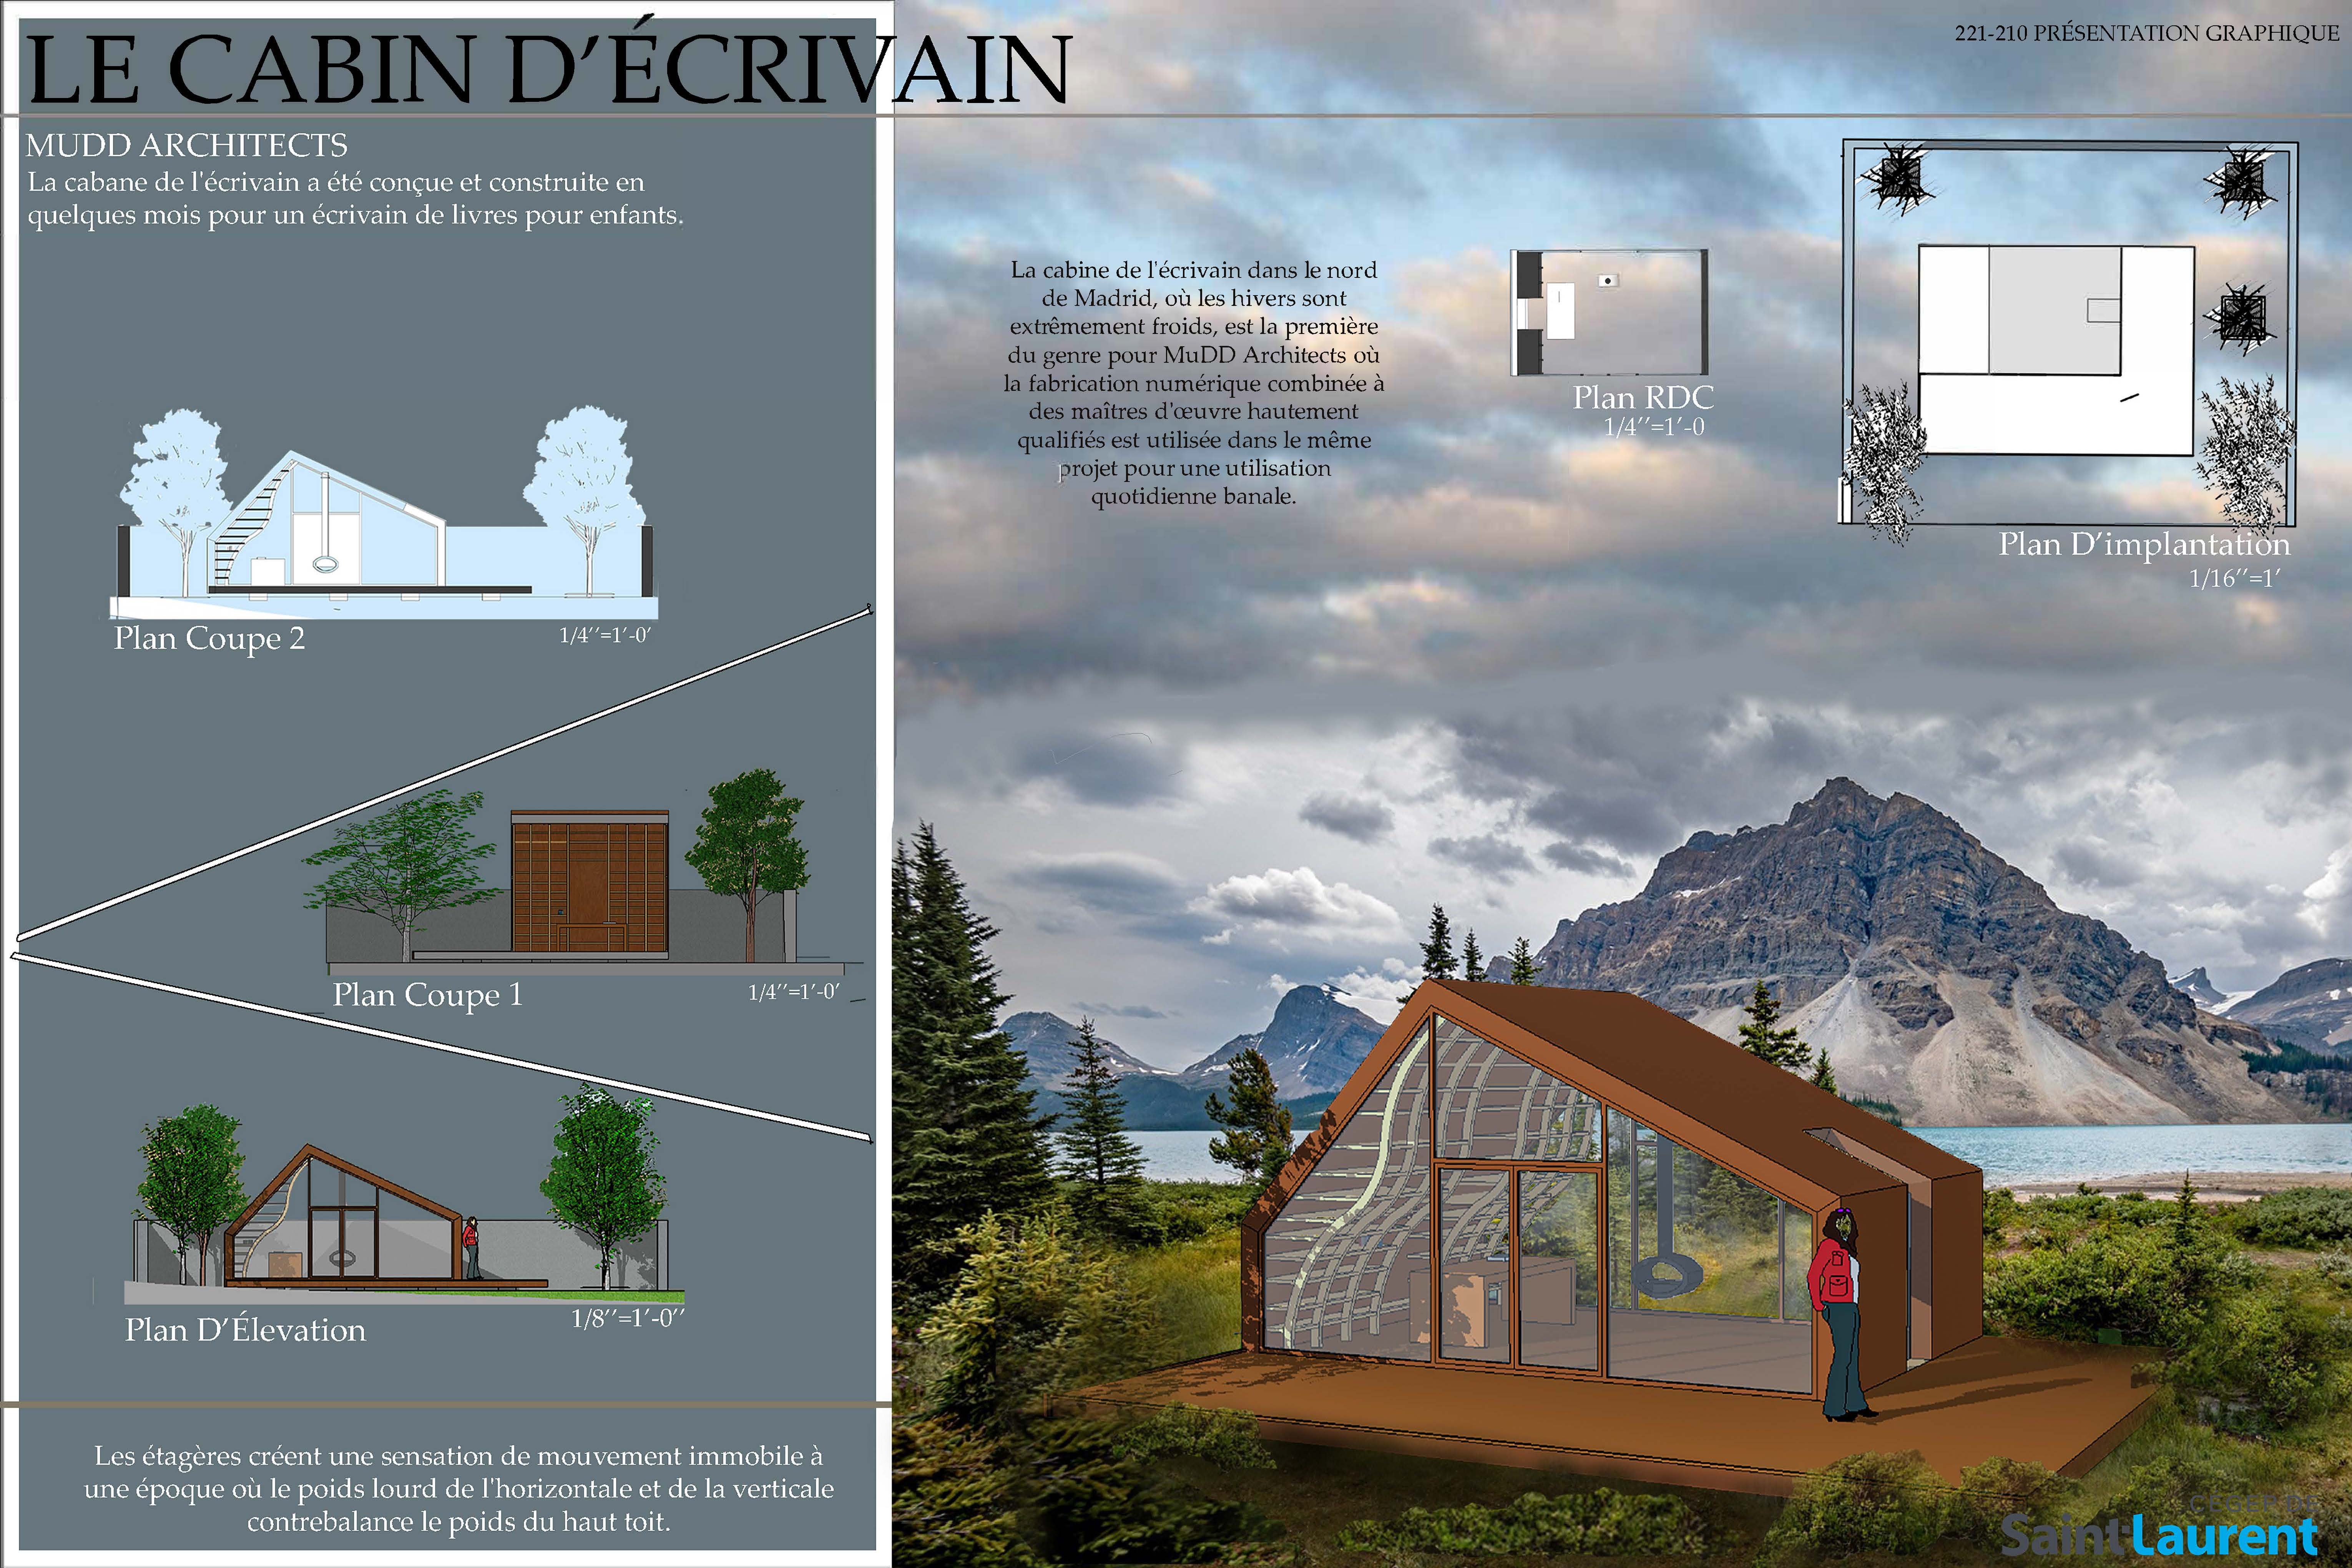 LE CABIN D’ÉCRIVAIN
221-210 PRÉSENTATION GRAPHIQUE
MUDD ARCHITECTS
La cabane de l'écrivain a été conçue et construite en
quelques mois pour un écrivain de livres pour enfants.
Plan Coupe 2
1/4’’=1’-0’
Plan Coupe 1
1/4’’=1’-0’
Plan D’Élevation
1/8’’=1’-0’’
Les étagères créent une sensation de mouvement immobile à
une époque où le poids lourd de l'horizontale et de la verticale
contrebalance le poids du haut toit.
La cabine de l'écrivain dans le nord
de Madrid, où les hivers sont
extrêmement froids, est la première
du genre pour MuDD Architects où
la fabrication numérique combinée à
des maîtres d'œuvre hautement
qualifiés est utilisée dans le même
projet pour une utilisation
quotidienne banale.
Plan RDC
1/4’’=1’-0
Plan D’implantation
1/16’’=1’
CÉGEP DE
SaintLaurent